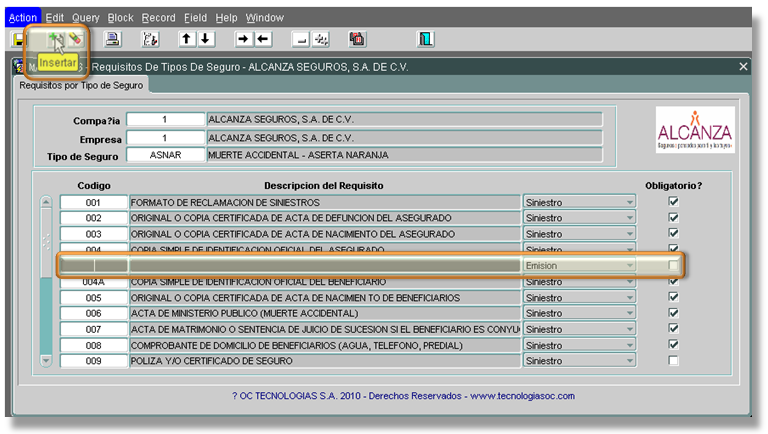 Action Edit Query Block Record Field Help Window
Insertar
- Requisitos De Tipos De Seguro - ALCANZA SEGUROS, S.A. DE C.V.
Requisitos por Tipo de Seguro
Compa?ia 1 ALCANZA SEGUROS, S.A. DE C.V.
Empresa 1 ALCANZA SEGUROS, S.A. DE C.V.
Tipo de Seguro ASNAR MUERTE ACCIDENTAL - ASERTA NARANJA
ALCANZA
Codigo Descripcion del Requisito Obligatorio?
001 FORMATO DE RECLAMACION DE SINIESTROS Siniestro
002 ORIGINAL O COPIA CERTIFICADA DE ACTA DE DEFUNCION DEL ASEGURADO Siniestro
003 ORIGINAL O COPIA CERTIFICADA DE ACTA DE NACIMIENTO DEL ASEGURADO Siniestro
004 COPIA SIMPLE DE IDENTIFICACION OFICIAL DEL ASEGURADO Siniestro
Emision
004A COPIA SIMPLE DE IDENTIFICACION OFICIAL DEL BENEFICIARIO Siniestro
005 ORIGINAL O COPIA CERTIFICADA DE ACTA DE NACIMIEN TO DE BENEFICIARIOS Siniestro
006 ACTA DE MINISTERIO PUBLICO (MUERTE ACCIDENTAL) Siniestro
007 ACTA DE MATRIMONIO O SENTENCIA DE JUICIO DE SUCESION SI EL BENEFICIARIO ES CONYU Siniestro
008 COMPROBANTE DE DOMICILIO DE BENEFICIARIOS (AGUA, TELEFONO, PREDIAL) Siniestro
009 POLIZA Y/O CERTIFICADO DE SEGURO Siniestro
? OC TECNOLOGIAS S.A. 2010 - Derechos Reservados - www.tecnologiasoc.com